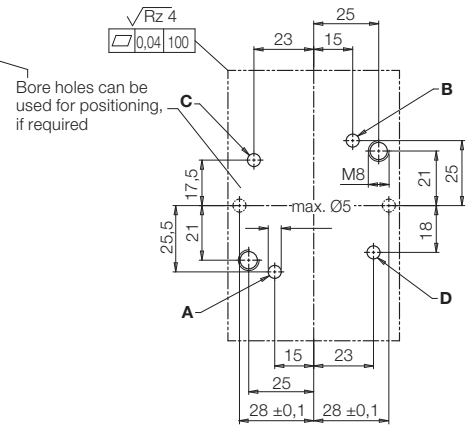 Rz 4
0,04 100
25
23 15
Bore holes can be
used for positioning,
if required
C
B
M8
17,5
21
25
max. Ø5
25,5
21
18
A
D
15 23
25
28 ±0,1 28 ±0,1